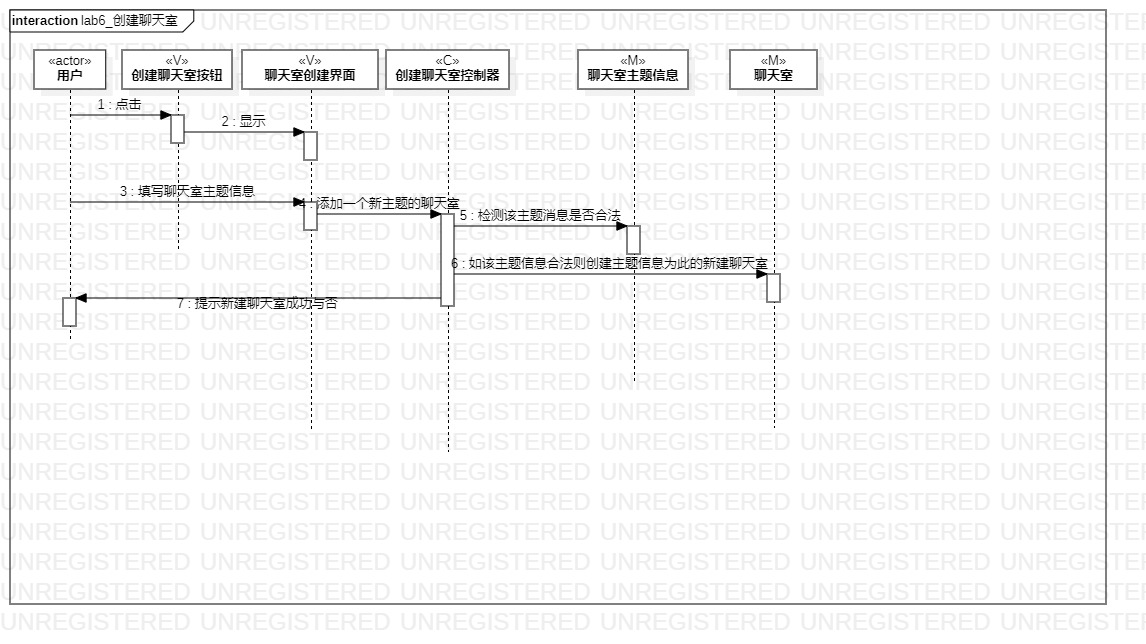 interaction lab6_创建聊天室
«actor» «V» «V» «C» «M» «M»
用户 创建聊天室按钮 聊天室创建界面 创建聊天室控制器 聊天室主题信息 聊天室
1 : 点击
2 : 显示
3 : 填写聊天室主题信息
4 : 添加一个新主题的聊天室
5 : 检测该主题消息是否合法
6 : 如该主题信息合法则创建主题信息为此的新建聊天室
7 : 提示新建聊天室成功与否
UNREGISTERED UNREGISTERED UNREGISTERED UNREGISTERED UNREGISTERED UNREGISTERED